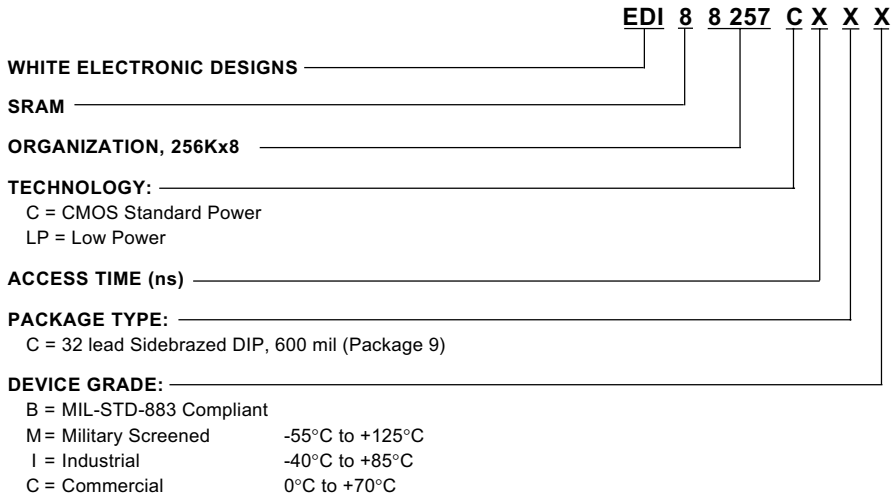 EDI 8 8 257 C X X X
WHITE ELECTRONIC DESIGNS
SRAM
ORGANIZATION, 256Kx8
TECHNOLOGY:
C = CMOS Standard Power
LP = Low Power
ACCESS TIME (ns)
PACKAGE TYPE:
C = 32 lead Sidebrazed DIP, 600 mil (Package 9)
DEVICE GRADE:
B = MIL-STD-883 Compliant
M = Military Screened -55°C to +125°C
I = Industrial -40°C to +85°C
C = Commercial 0°C to +70°C